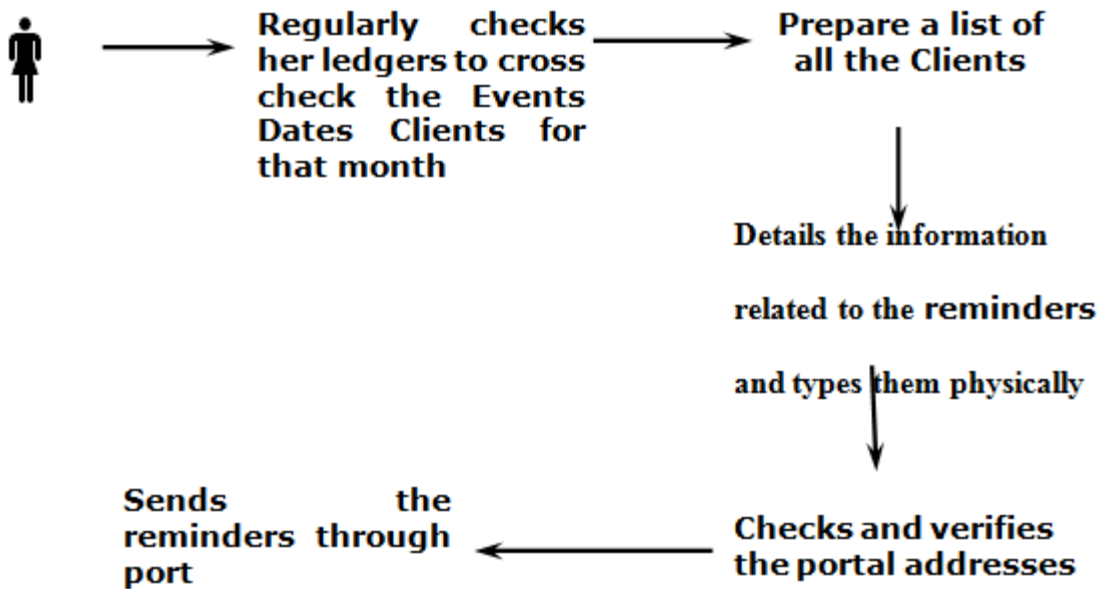 Regularly checks
her ledgers to cross
check the Events
Dates Clients for
that month
Prepare a list of
all the Clients
Details the information
related to the reminders
and types them physically
Checks and verifies
the portal addresses
Sends the
reminders through
port